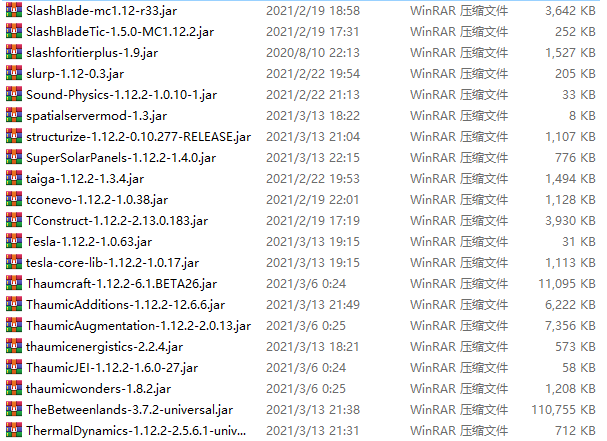 SlashBlade-mc1.12-r33.jar 2021/2/19 18:58 WinRAR 压缩文件 3,642 KB
SlashBladeTic-1.5.0-MC1.12.2.jar 2021/2/19 17:31 WinRAR 压缩文件 252 KB
slashforitierplus-1.9.jar 2020/8/10 22:13 WinRAR 压缩文件 1,527 KB
slurp-1.12-0.3.jar 2021/2/22 19:54 WinRAR 压缩文件 205 KB
Sound-Physics-1.12.2-1.0.10-1.jar 2021/2/22 21:13 WinRAR 压缩文件 33 KB
spatialservermod-1.3.jar 2021/3/13 18:22 WinRAR 压缩文件 8 KB
structurize-1.12.2-0.10.277-RELEASE.jar 2021/3/13 21:04 WinRAR 压缩文件 1,107 KB
SuperSolarPanels-1.12.2-1.4.0.jar 2021/3/13 22:15 WinRAR 压缩文件 776 KB
taiga-1.12.2-1.3.4.jar 2021/2/22 19:53 WinRAR 压缩文件 1,494 KB
tconevo-1.12.2-1.0.38.jar 2021/2/19 22:01 WinRAR 压缩文件 1,128 KB
TConstruct-1.12.2-2.13.0.183.jar 2021/2/19 17:19 WinRAR 压缩文件 3,930 KB
Tesla-1.12.2-1.0.63.jar 2021/3/13 19:15 WinRAR 压缩文件 31 KB
tesla-core-lib-1.12.2-1.0.17.jar 2021/3/13 19:15 WinRAR 压缩文件 1,113 KB
Thaumcraft-1.12.2-6.1.BETA26.jar 2021/3/6 0:24 WinRAR 压缩文件 11,095 KB
ThaumicAdditions-1.12.2-12.6.6.jar 2021/3/13 21:49 WinRAR 压缩文件 6,222 KB
ThaumicAugmentation-1.12.2-2.0.13.jar 2021/3/6 0:25 WinRAR 压缩文件 7,356 KB
thaumicenergistics-2.2.4.jar 2021/3/13 18:21 WinRAR 压缩文件 573 KB
ThaumicJEI-1.12.2-1.6.0-27.jar 2021/3/6 0:24 WinRAR 压缩文件 58 KB
thaumicwonders-1.8.2.jar 2021/3/6 0:25 WinRAR 压缩文件 1,208 KB
TheBetweenlands-3.7.2-universal.jar 2021/3/13 21:38 WinRAR 压缩文件 110,755 KB
ThermalDynamics-1.12.2-2.5.6.1-univ... 2021/3/13 21:31 WinRAR 压缩文件 712 KB